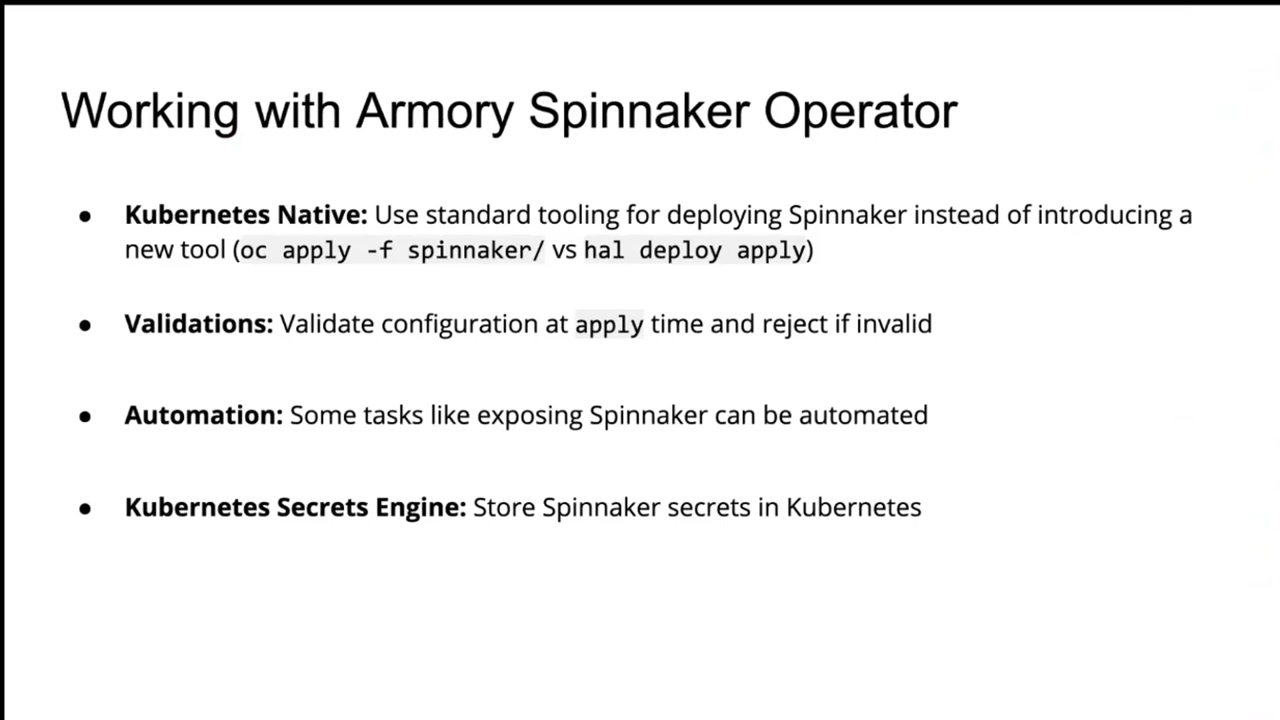 Working with Armory Spinnaker Operator
● Kubernetes Native: Use standard tooling for deploying Spinnaker instead of introducing a
new tool (oc apply -f spinnaker/ vs hal deploy apply)
● Validations: Validate configuration at apply time and reject if invalid
● Automation: Some tasks like exposing Spinnaker can be automated
● Kubernetes Secrets Engine: Store Spinnaker secrets in Kubernetes